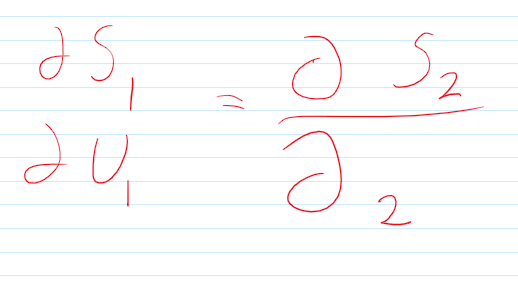 ∂S₁ = ∂ S₂
∂U₁ ∂ ₂